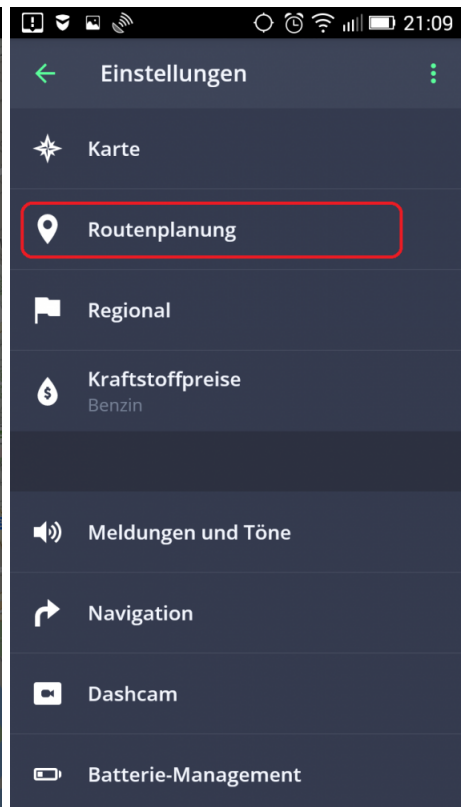 21:09
Einstellungen
Karte
Routenplanung
Regional
$
Kraftstoffpreise
Benzin
Meldungen und Töne
Navigation
Dashcam
Batterie-Management